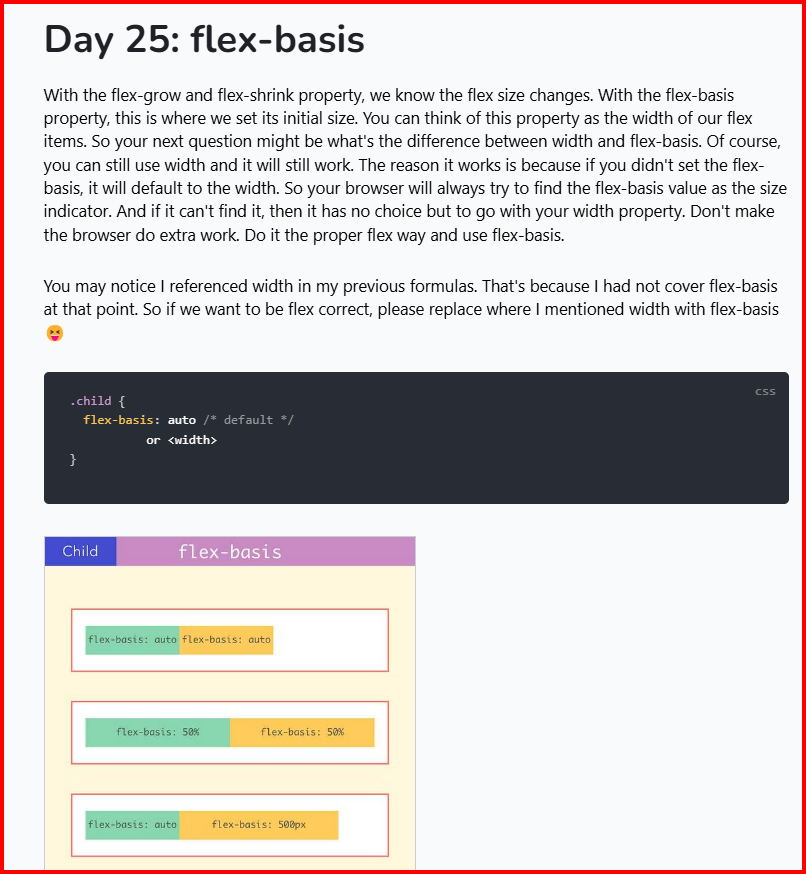 Day 25: flex-basis
With the flex-grow and flex-shrink property, we know the flex size changes. With the flex-basis
property, this is where we set its initial size. You can think of this property as the width of our flex
items. So your next question might be what's the difference between width and flex-basis. Of course,
you can still use width and it will still work. The reason it works is because if you didn't set the flex-
basis, it will default to the width. So your browser will always try to find the flex-basis value as the size
indicator. And if it can't find it, then it has no choice but to go with your width property. Don't make
the browser do extra work. Do it the proper flex way and use flex-basis.
You may notice I referenced width in my previous formulas. That's because I had not cover flex-basis
at that point. So if we want to be flex correct, please replace where I mentioned width with flex-basis
😝
css
.child {
flex-basis: auto /* default */
or <width>
}
Child flex-basis
flex-basis: auto flex-basis: auto
flex-basis: 50% flex-basis: 50%
flex-basis: auto flex-basis: 500px